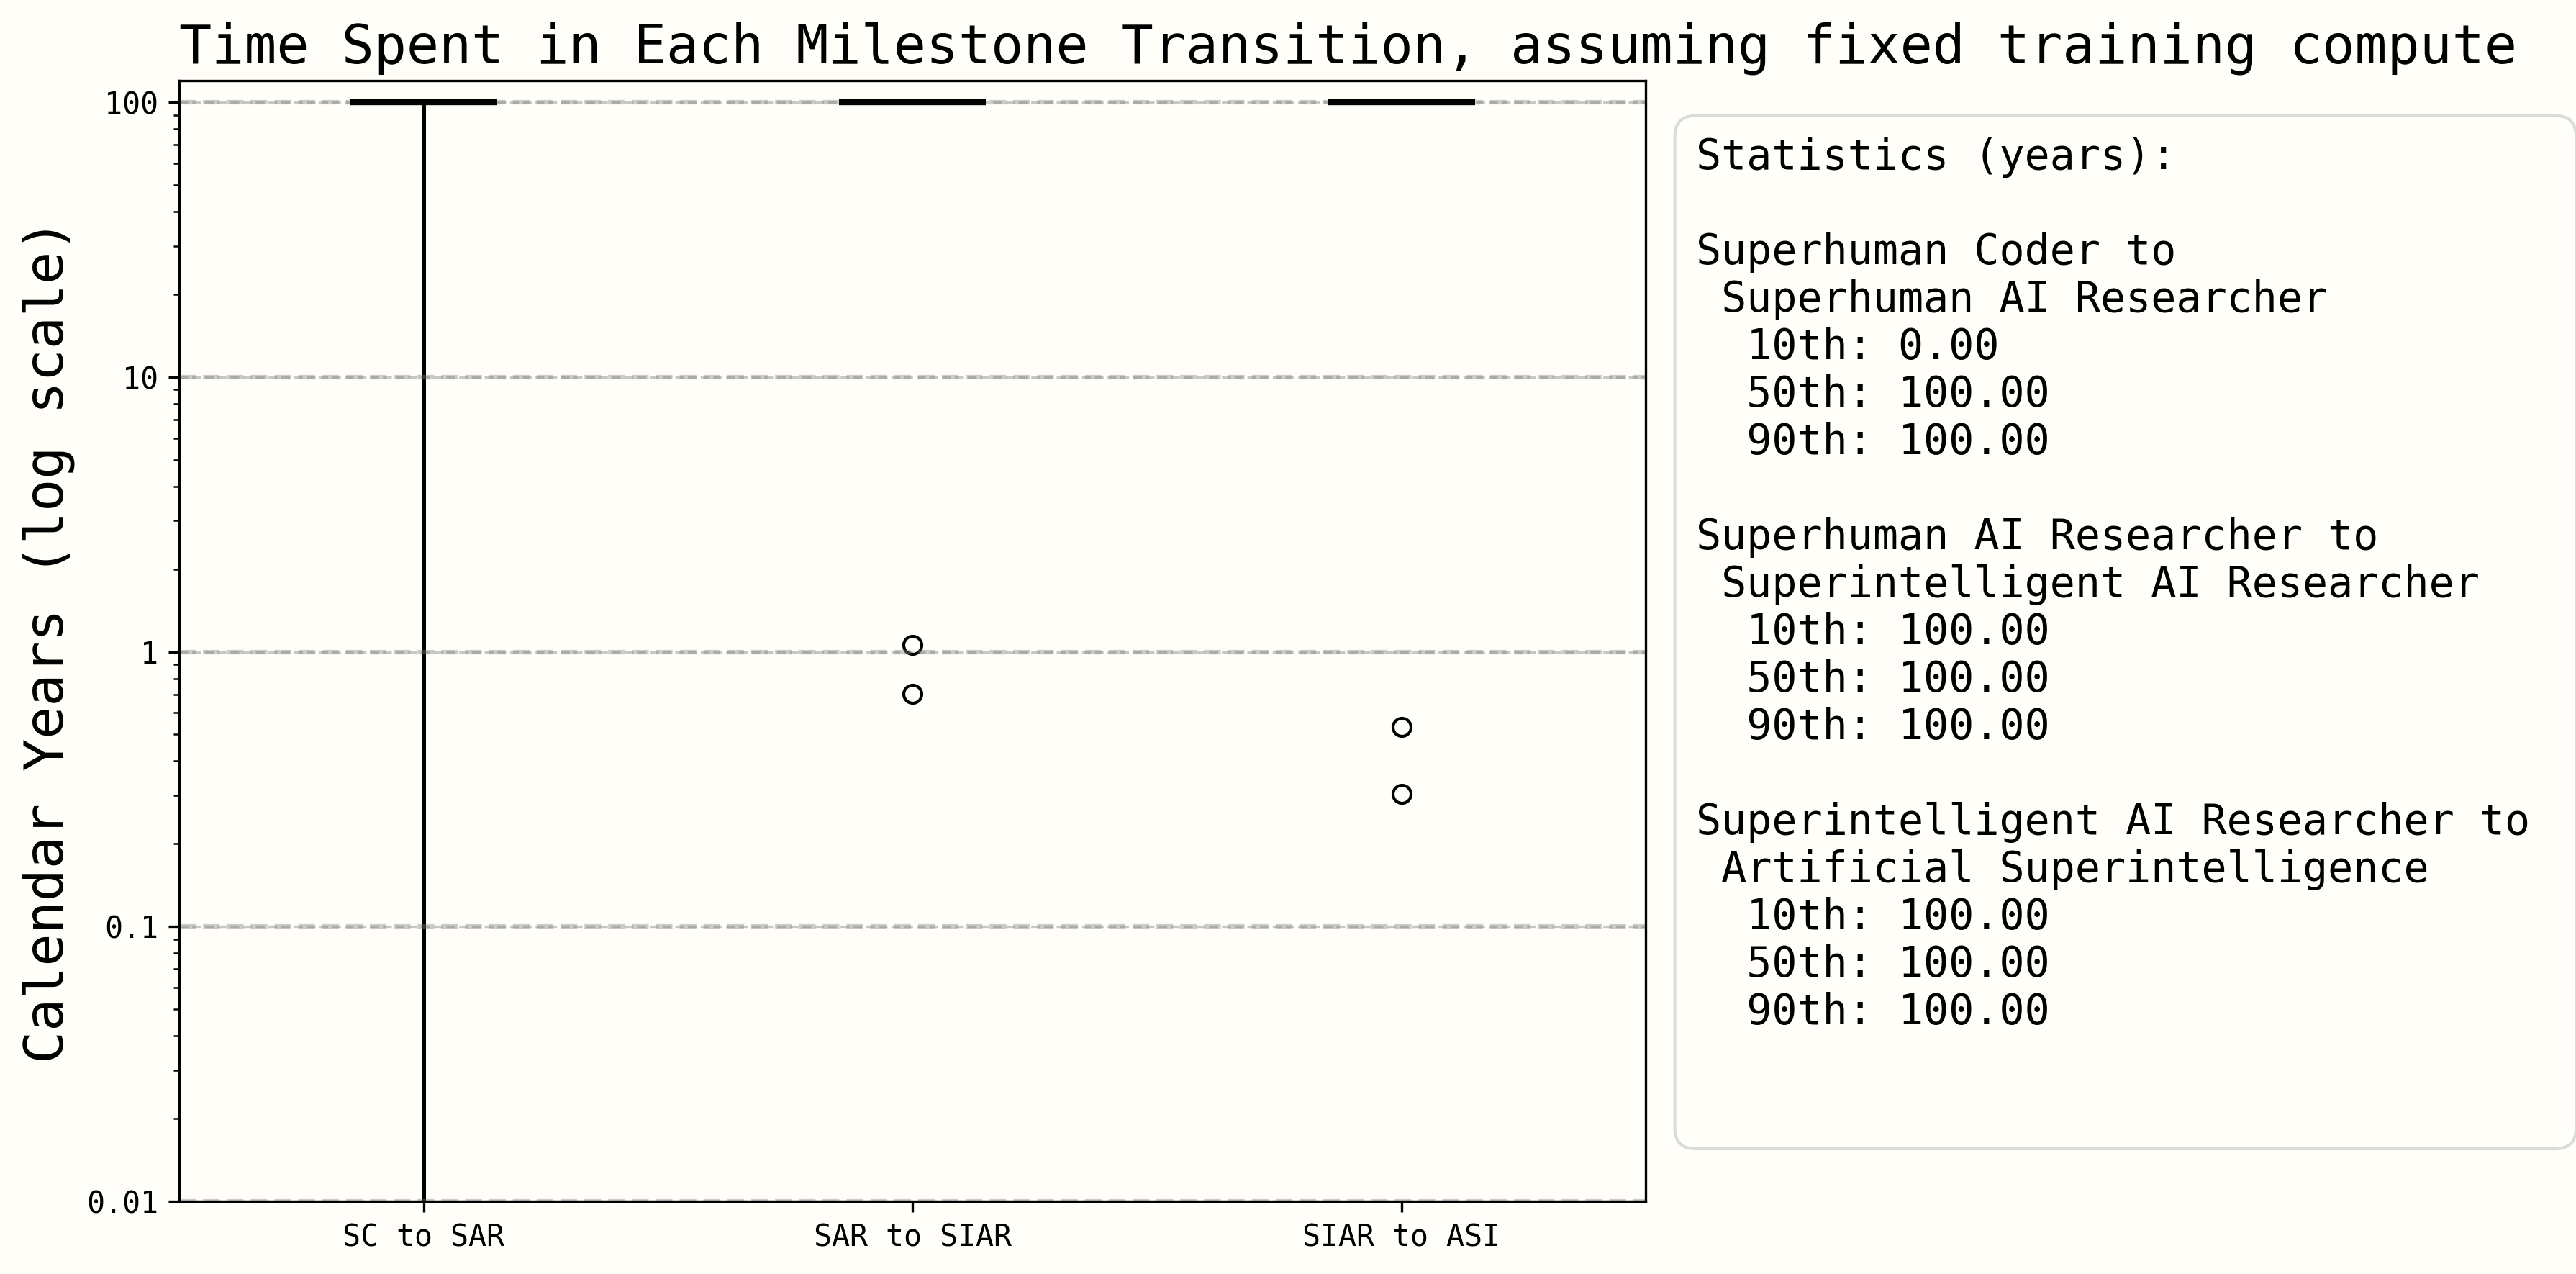 Time Spent in Each Milestone Transition, assuming fixed training compute
Calendar Years (log scale)
100
10
1
0.1
0.01
SC to SAR
SAR to SIAR
SIAR to ASI
Statistics (years):
Superhuman Coder to
Superhuman AI Researcher
10th: 0.00
50th: 100.00
90th: 100.00
Superhuman AI Researcher to
Superintelligent AI Researcher
10th: 100.00
50th: 100.00
90th: 100.00
Superintelligent AI Researcher to
Artificial Superintelligence
10th: 100.00
50th: 100.00
90th: 100.00